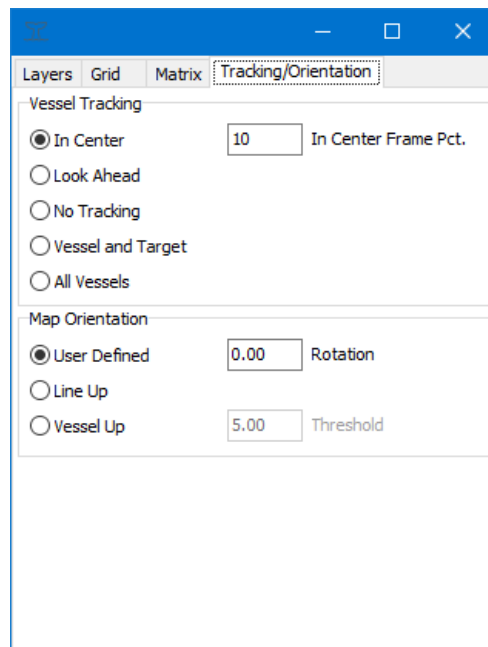 Layers Grid Matrix Tracking/Orientation
Vessel Tracking
In Center 10 In Center Frame Pct.
Look Ahead
No Tracking
Vessel and Target
All Vessels
Map Orientation
User Defined 0.00 Rotation
Line Up
Vessel Up 5.00 Threshold